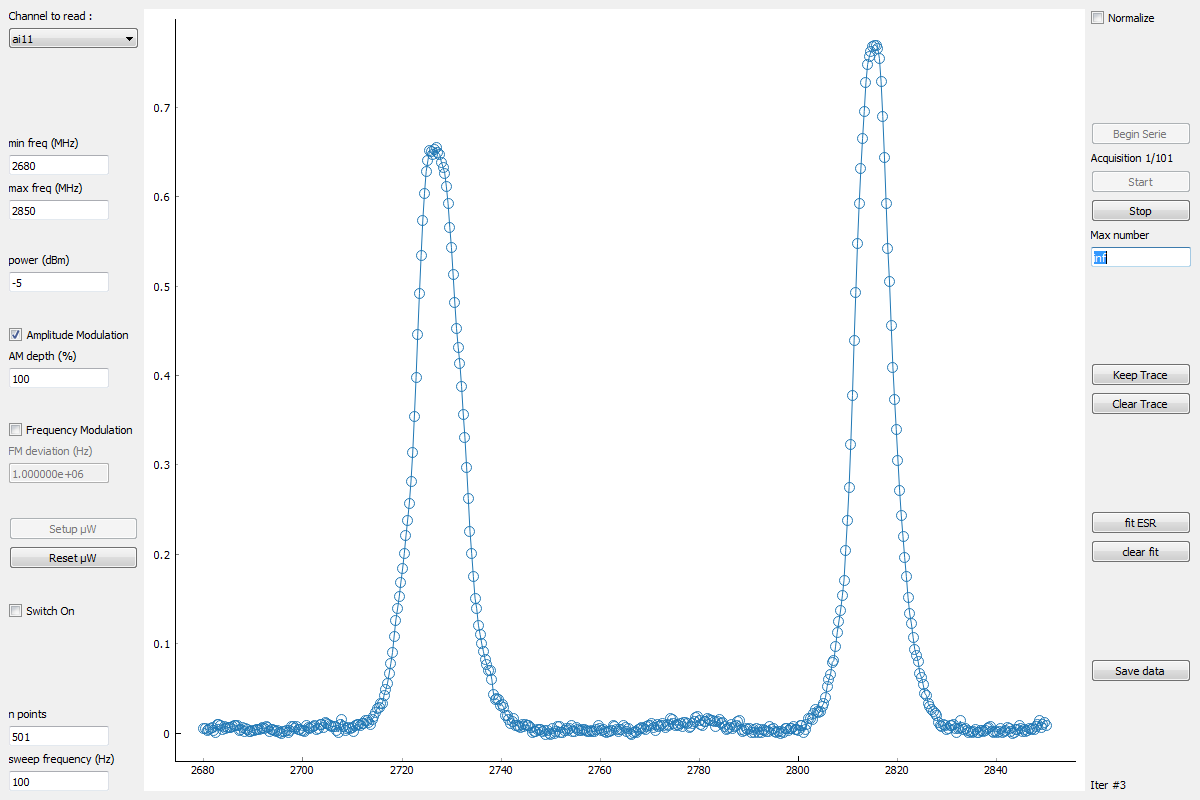 Channel to read :
ai11
min freq (MHz)
2680
max freq (MHz)
2850
power (dBm)
-5
Amplitude Modulation
AM depth (%)
100
Frequency Modulation
FM deviation (Hz)
1.000000e+06
Setup µW
Reset µW
Switch On
n points
501
sweep frequency (Hz)
100
0.7
0.6
0.5
0.4
0.3
0.2
0.1
0
2680 2700 2720 2740 2760 2780 2800 2820 2840
Normalize
Begin Serie
Acquisition 1/101
Start
Stop
Max number
inf
Keep Trace
Clear Trace
fit ESR
clear fit
Save data
Iter #3